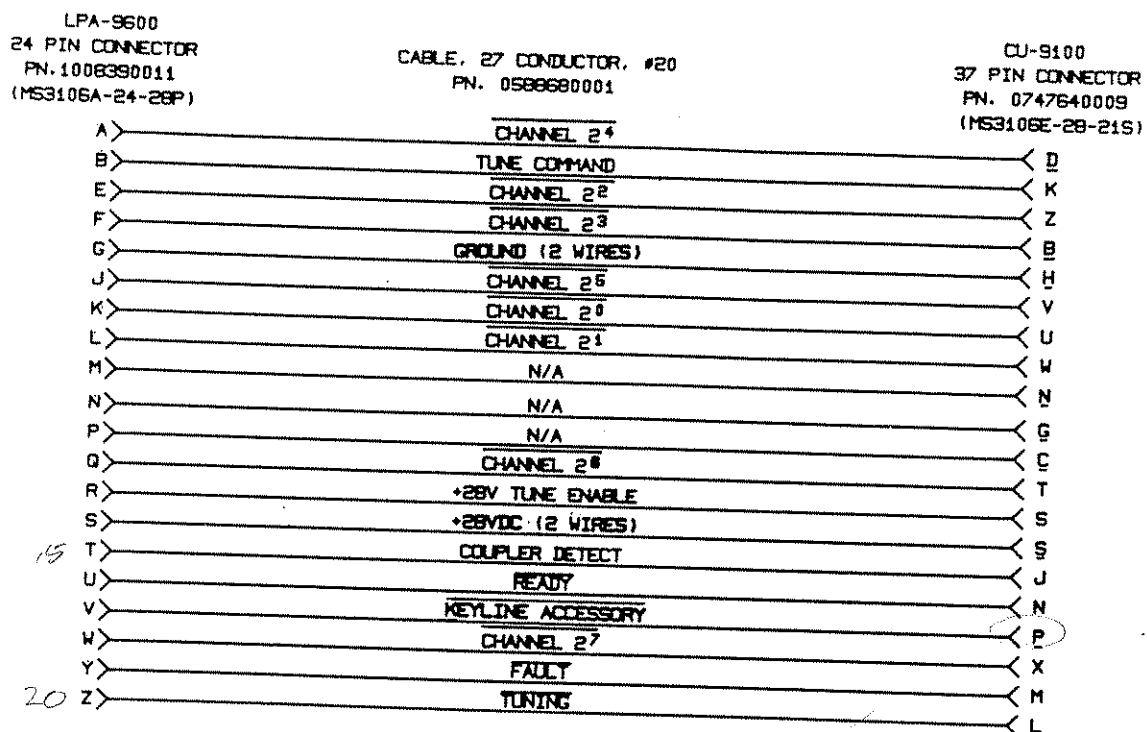 LPA-9600
24 PIN CONNECTOR
PN.1008390011
(MS3106A-24-28P)
CABLE, 27 CONDUCTOR, #20
PN. 0588680001
CU-9100
37 PIN CONNECTOR
PN. 0747640009
(MS3106E-28-21S)
A CHANNEL 2⁴ D
B TUNE COMMAND K
E CHANNEL 2² Z
F CHANNEL 2³ B
G GROUND (2 WIRES) H
J CHANNEL 2⁵ V
K CHANNEL 2⁰ U
L CHANNEL 2¹ W
M N/A N
N N/A G
P N/A C
Q CHANNEL 2⁶ T
R +28V TUNE ENABLE S
S +28VDC (2 WIRES) S
15 T COUPLER DETECT J
U READY N
V KEYLINE ACCESSORY P
W CHANNEL 2⁷ X
Y FAULT M
20 Z TUNING L